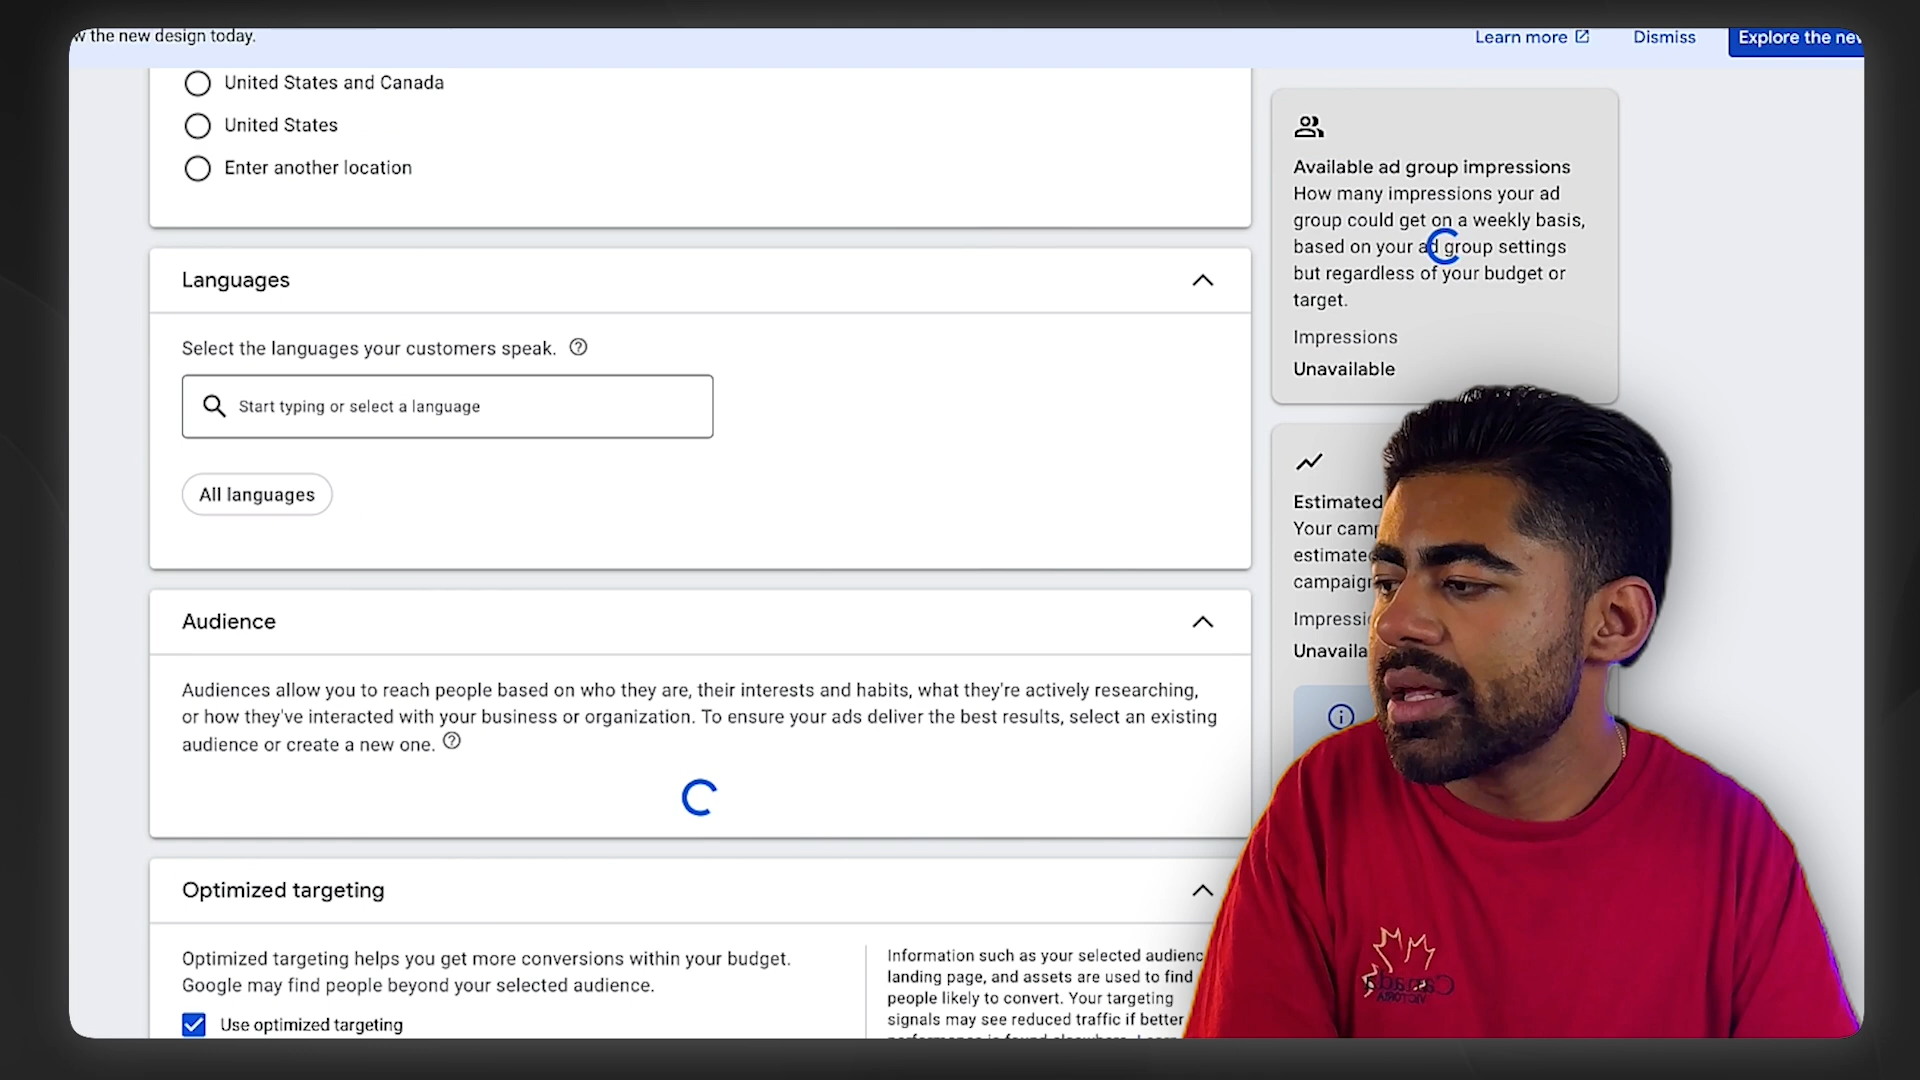 w the new design today.
Learn more
Dismiss
Explore the new
United States and Canada
United States
Enter another location
Languages
Select the languages your customers speak.
Start typing or select a language
All languages
Audience
Audiences allow you to reach people based on who they are, their interests and habits, what they're actively researching,
or how they've interacted with your business or organization. To ensure your ads deliver the best results, select an existing
audience or create a new one.
Optimized targeting
Optimized targeting helps you get more conversions within your budget.
Google may find people beyond your selected audience.
Use optimized targeting
Information such as your selected audienc
landing page, and assets are used to find
people likely to convert. Your targeting
signals may see reduced traffic if better
Available ad group impressions
How many impressions your ad
group could get on a weekly basis,
based on your ad group settings
but regardless of your budget or
target.
Impressions
Unavailable
Estimated
Your camp
estimated
campaign
Impressio
Unavaila
Canada
VICTORIA